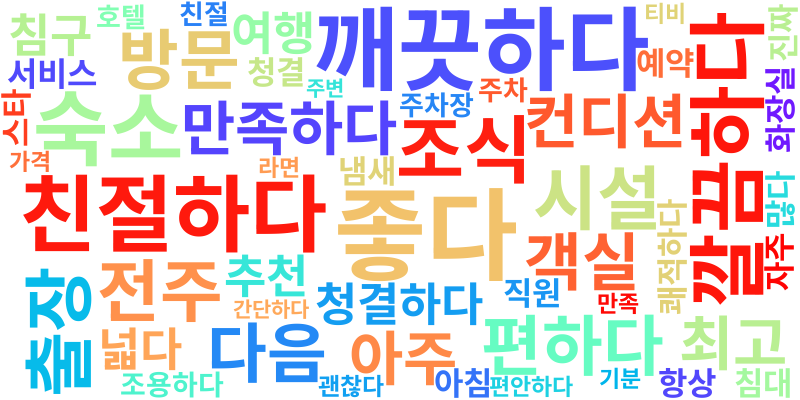 호텔
친절
침구
여행
방문
깨끗하다
티비
진짜
서비스
청결
주변
예약
하다
스타
숙소
만족하다
주차장
주차
컨디션
화장실
가격
라면
냄새
조식
친절하다
좋다
시설
깔끔
많다
쾌적하다
자주
출장
전주
추천
청결하다
직원
객실
간단하다
만족
넓다
다음
아주
편하다
최고
조용하다
괜찮다
아침
편안하다
기분
항상
침대